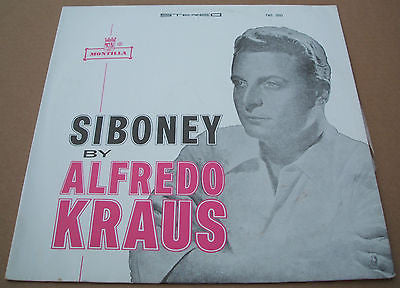 STEREO
MONTILLA
SIBONEY
BY
ALFREDO
KRAUS